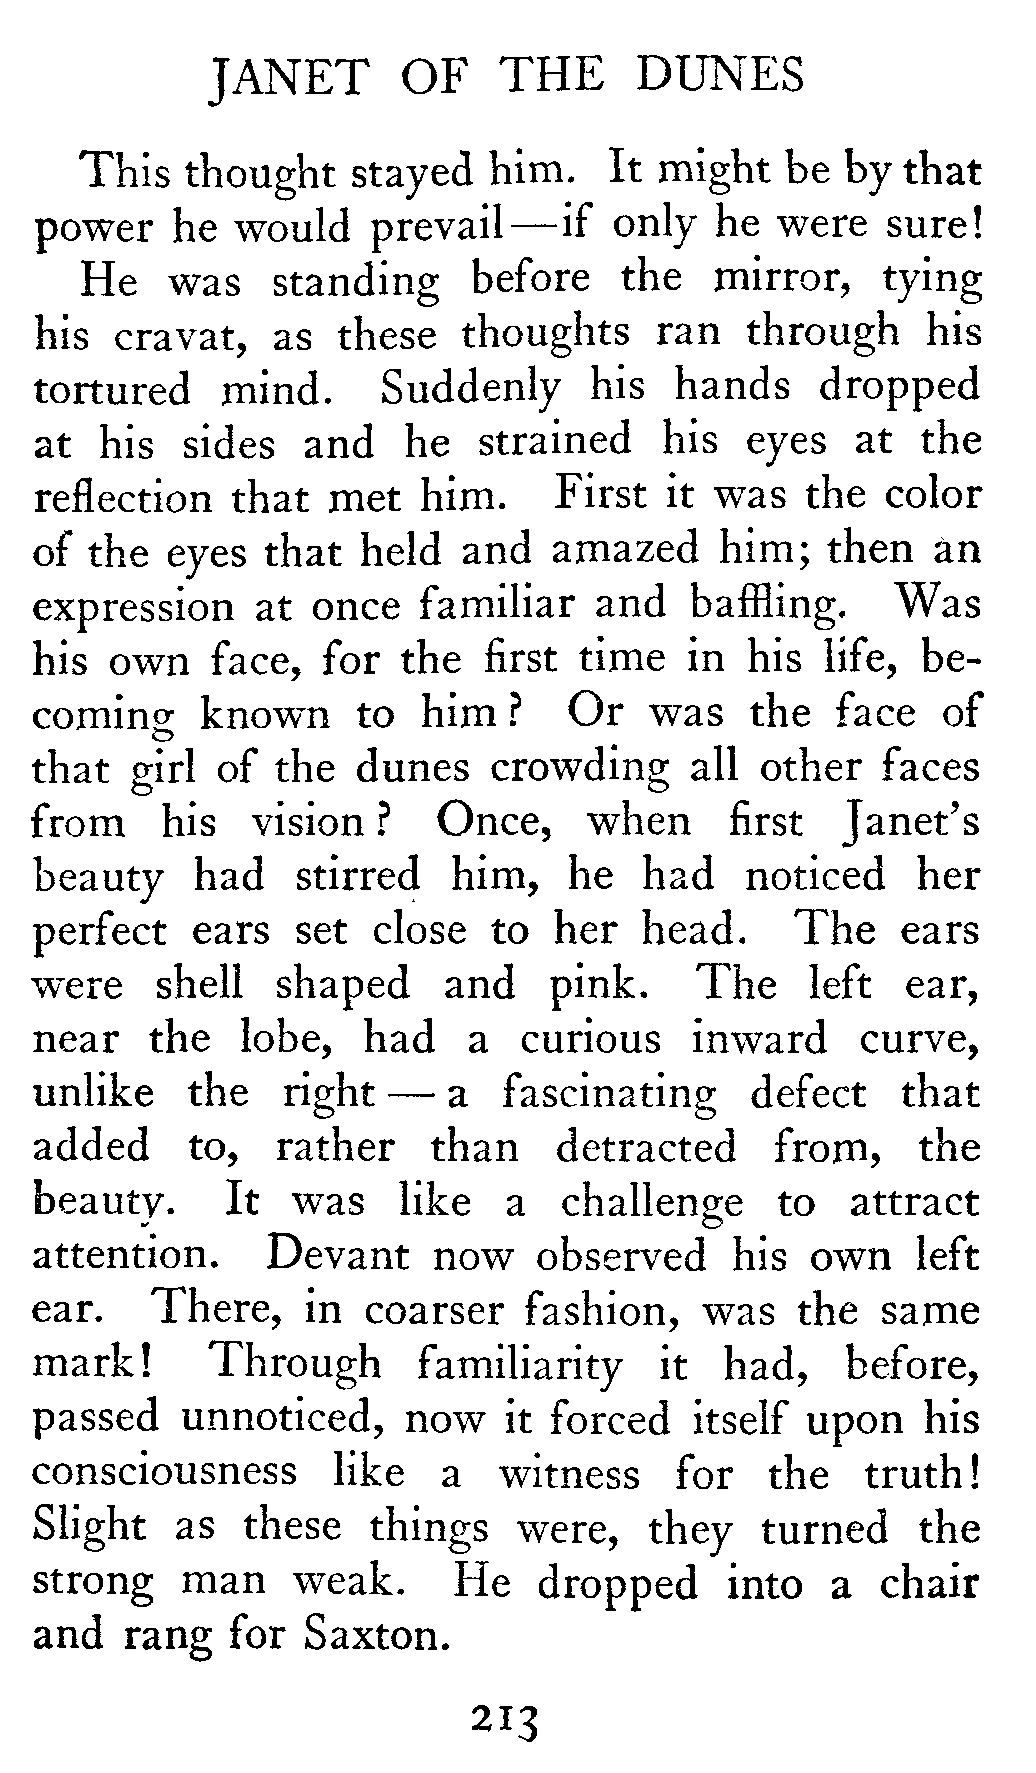 JANET OF THE DUNES
This thought stayed him. It might be by that
power he would prevail—if only he were sure!
He was standing before the mirror, tying
his cravat, as these thoughts ran through his
tortured mind. Suddenly his hands dropped
at his sides and he strained his eyes at the
reflection that met him. First it was the color
of the eyes that held and amazed him; then an
expression at once familiar and baffling. Was
his own face, for the first time in his life, be-
coming known to him? Or was the face of
that girl of the dunes crowding all other faces
from his vision? Once, when first Janet's
beauty had stirred him, he had noticed her
perfect ears set close to her head. The ears
were shell shaped and pink. The left ear,
near the lobe, had a curious inward curve,
unlike the right — a fascinating defect that
added to, rather than detracted from, the
beauty. It was like a challenge to attract
attention. Devant now observed his own left
ear. There, in coarser fashion, was the same
mark! Through familiarity it had, before,
passed unnoticed, now it forced itself upon his
consciousness like a witness for the truth!
Slight as these things were, they turned the
strong man weak. He dropped into a chair
and rang for Saxton.
213